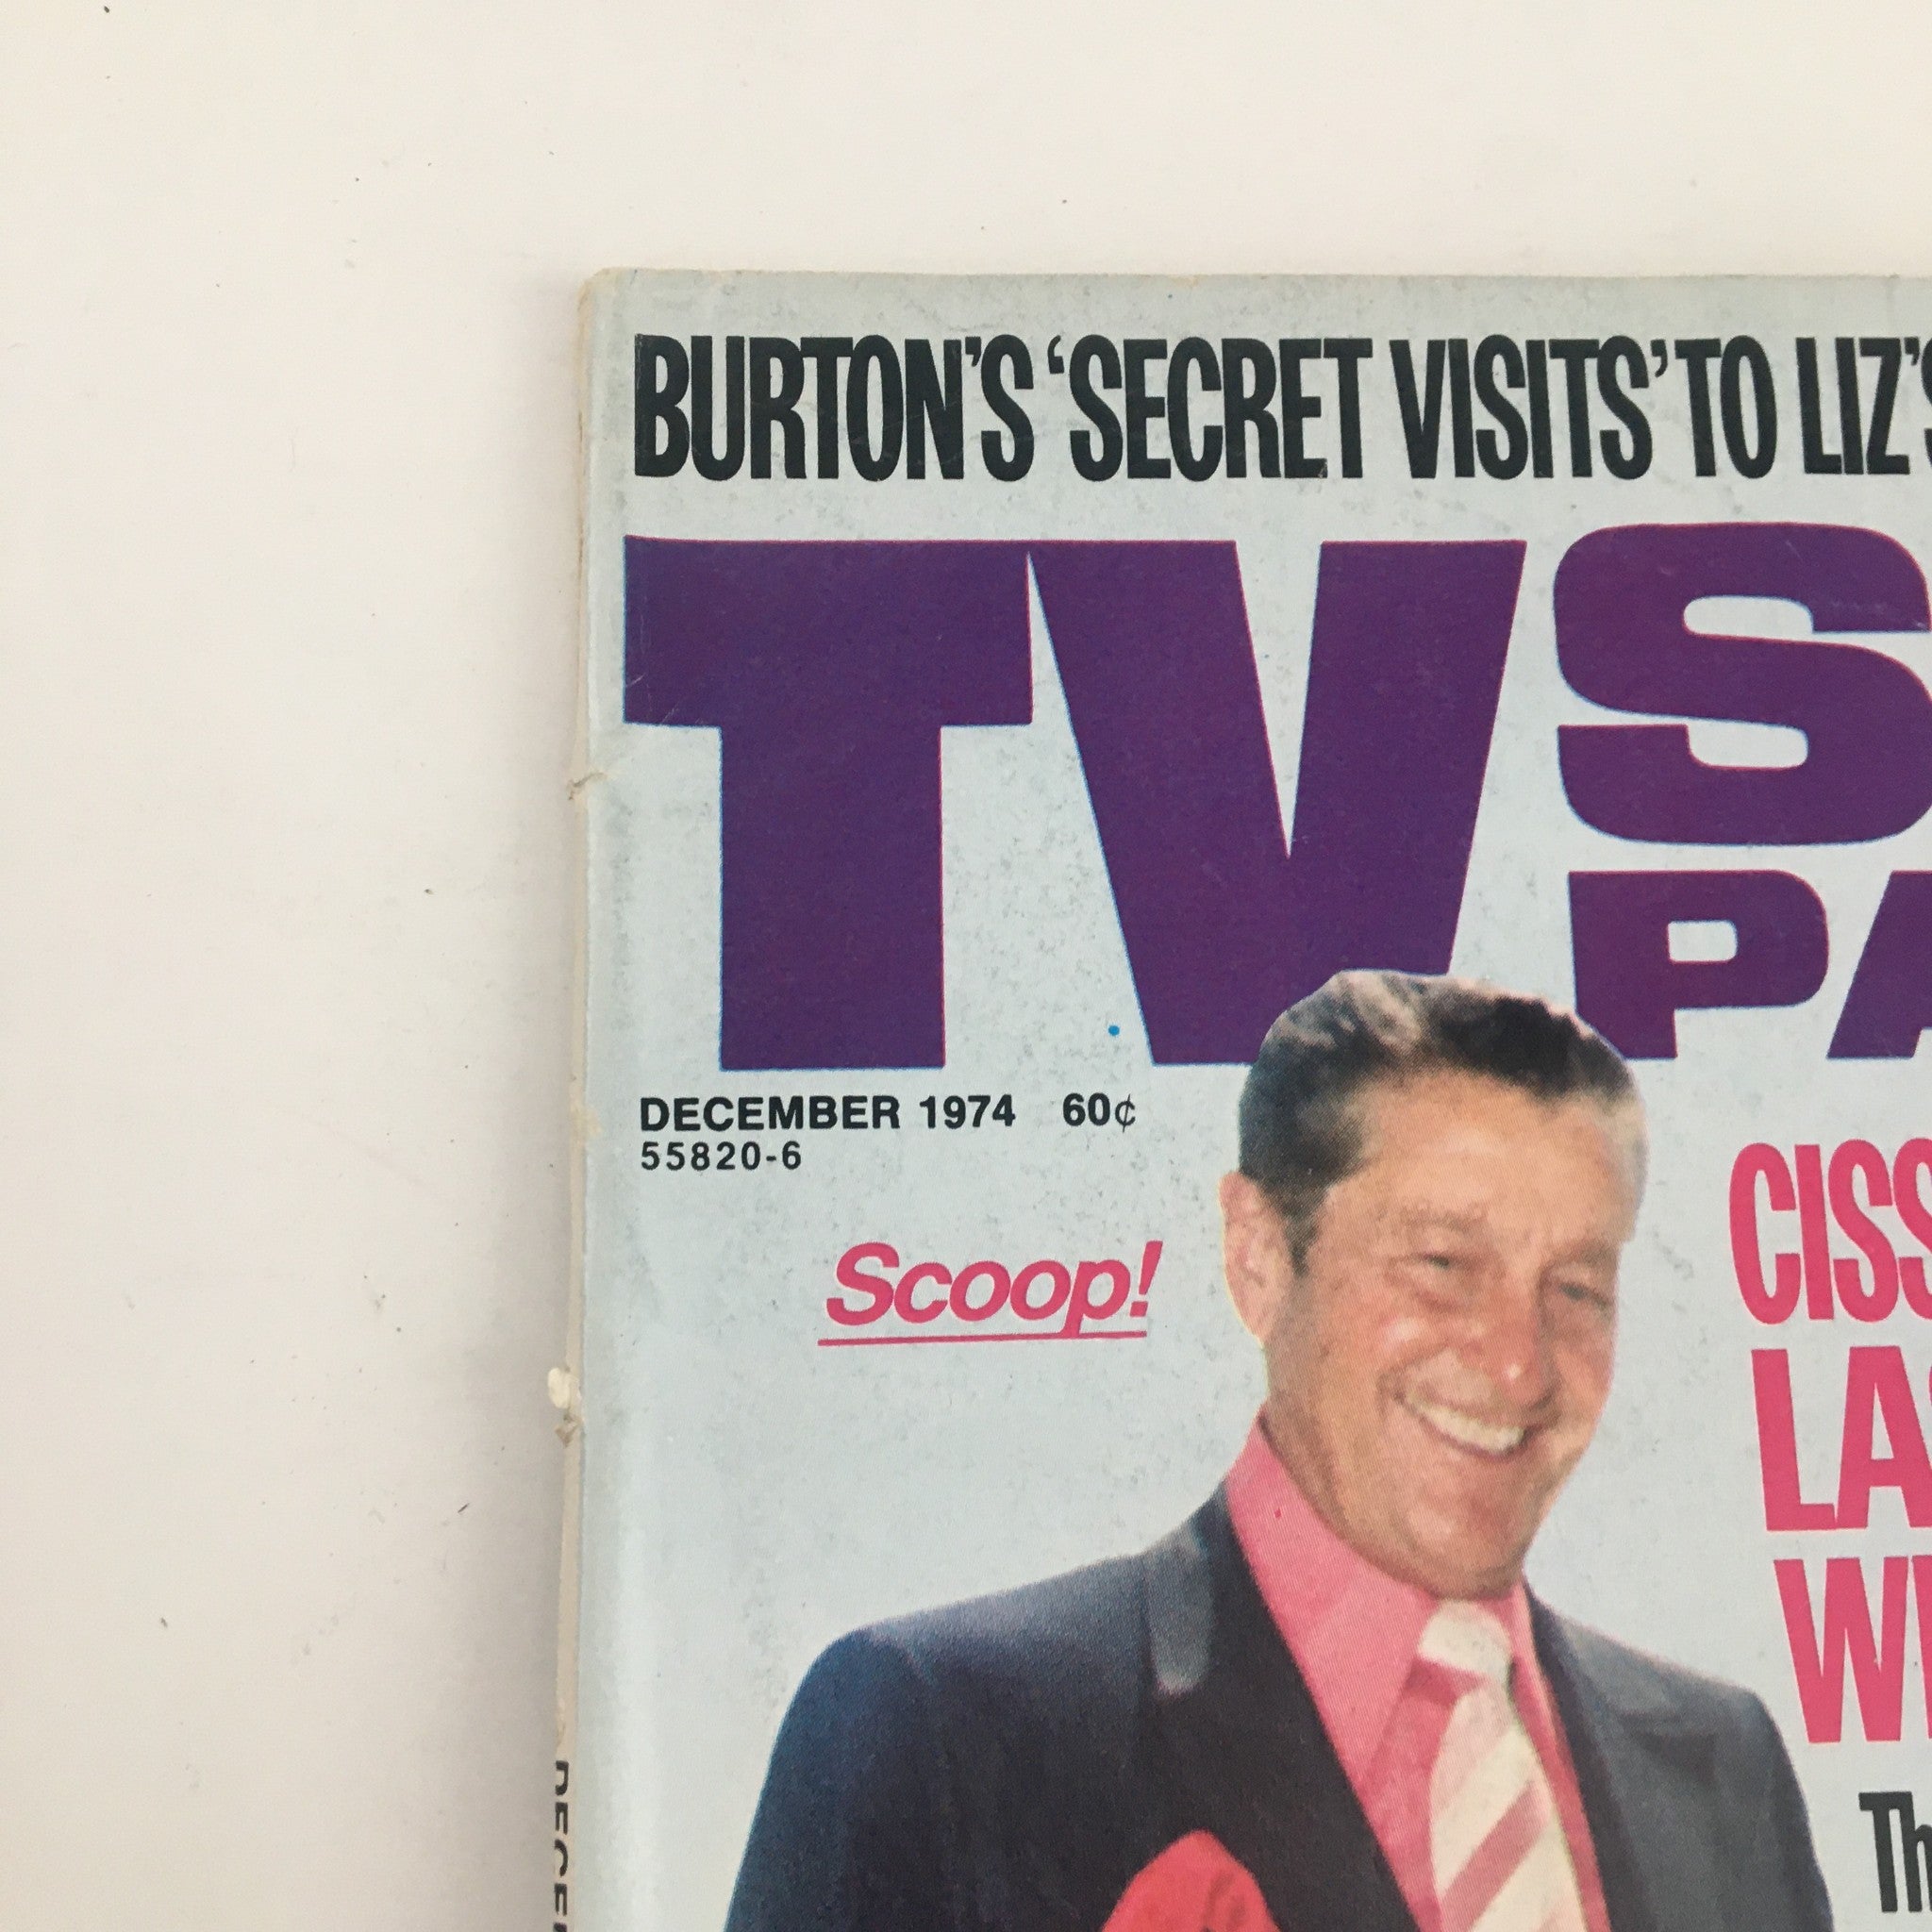 BURTON'S 'SECRET VISITS' TO LIZ'S
TV
DECEMBER 1974 60¢
55820-6
Scoop!